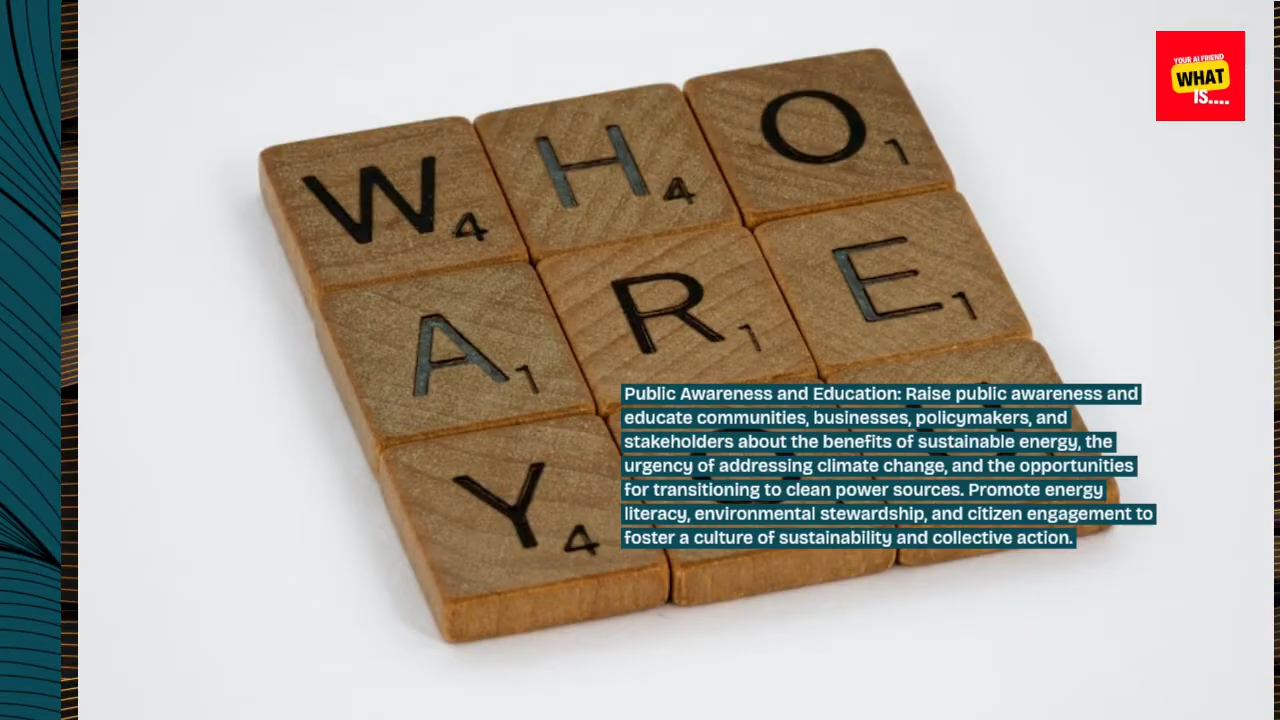 YOUR AI FRIEND
WHAT
IS....
W4 H4 O1
A1 R1 E1
Y4
Public Awareness and Education: Raise public awareness and
educate communities, businesses, policymakers, and
stakeholders about the benefits of sustainable energy, the
urgency of addressing climate change, and the opportunities
for transitioning to clean power sources. Promote energy
literacy, environmental stewardship, and citizen engagement to
foster a culture of sustainability and collective action.